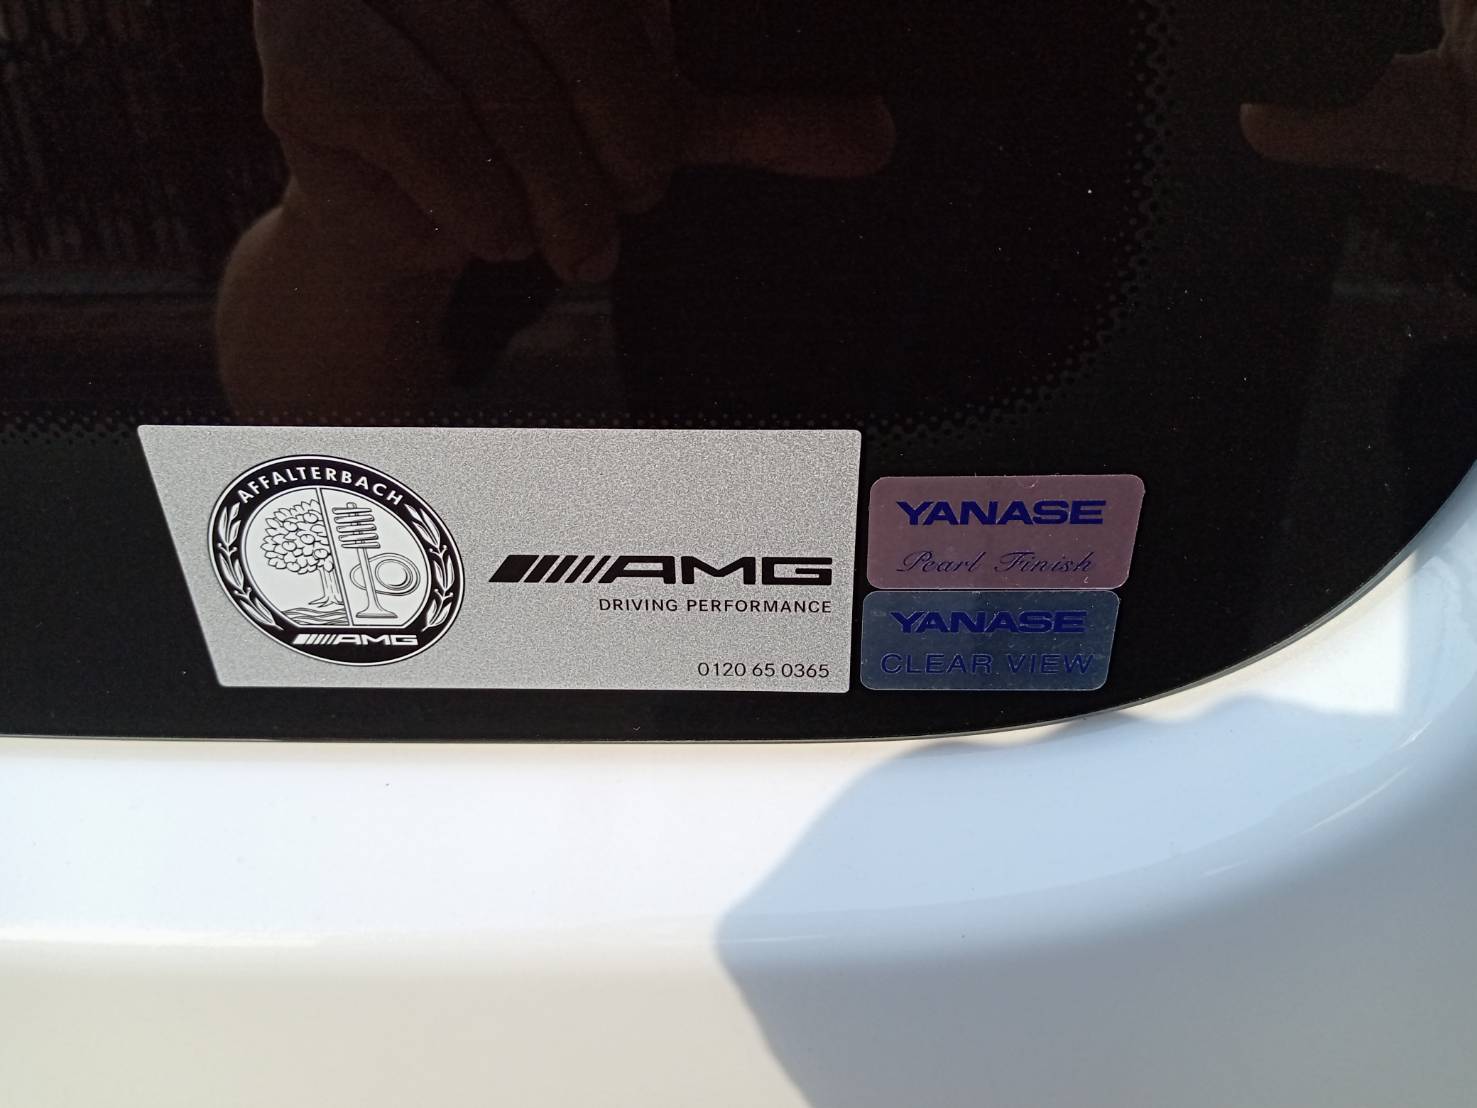 AFFALTERBACH
AMG
AMG
DRIVING PERFORMANCE
0120 65 0365
YANASE
Pearl Finish
YANASE
CLEAR VIEW